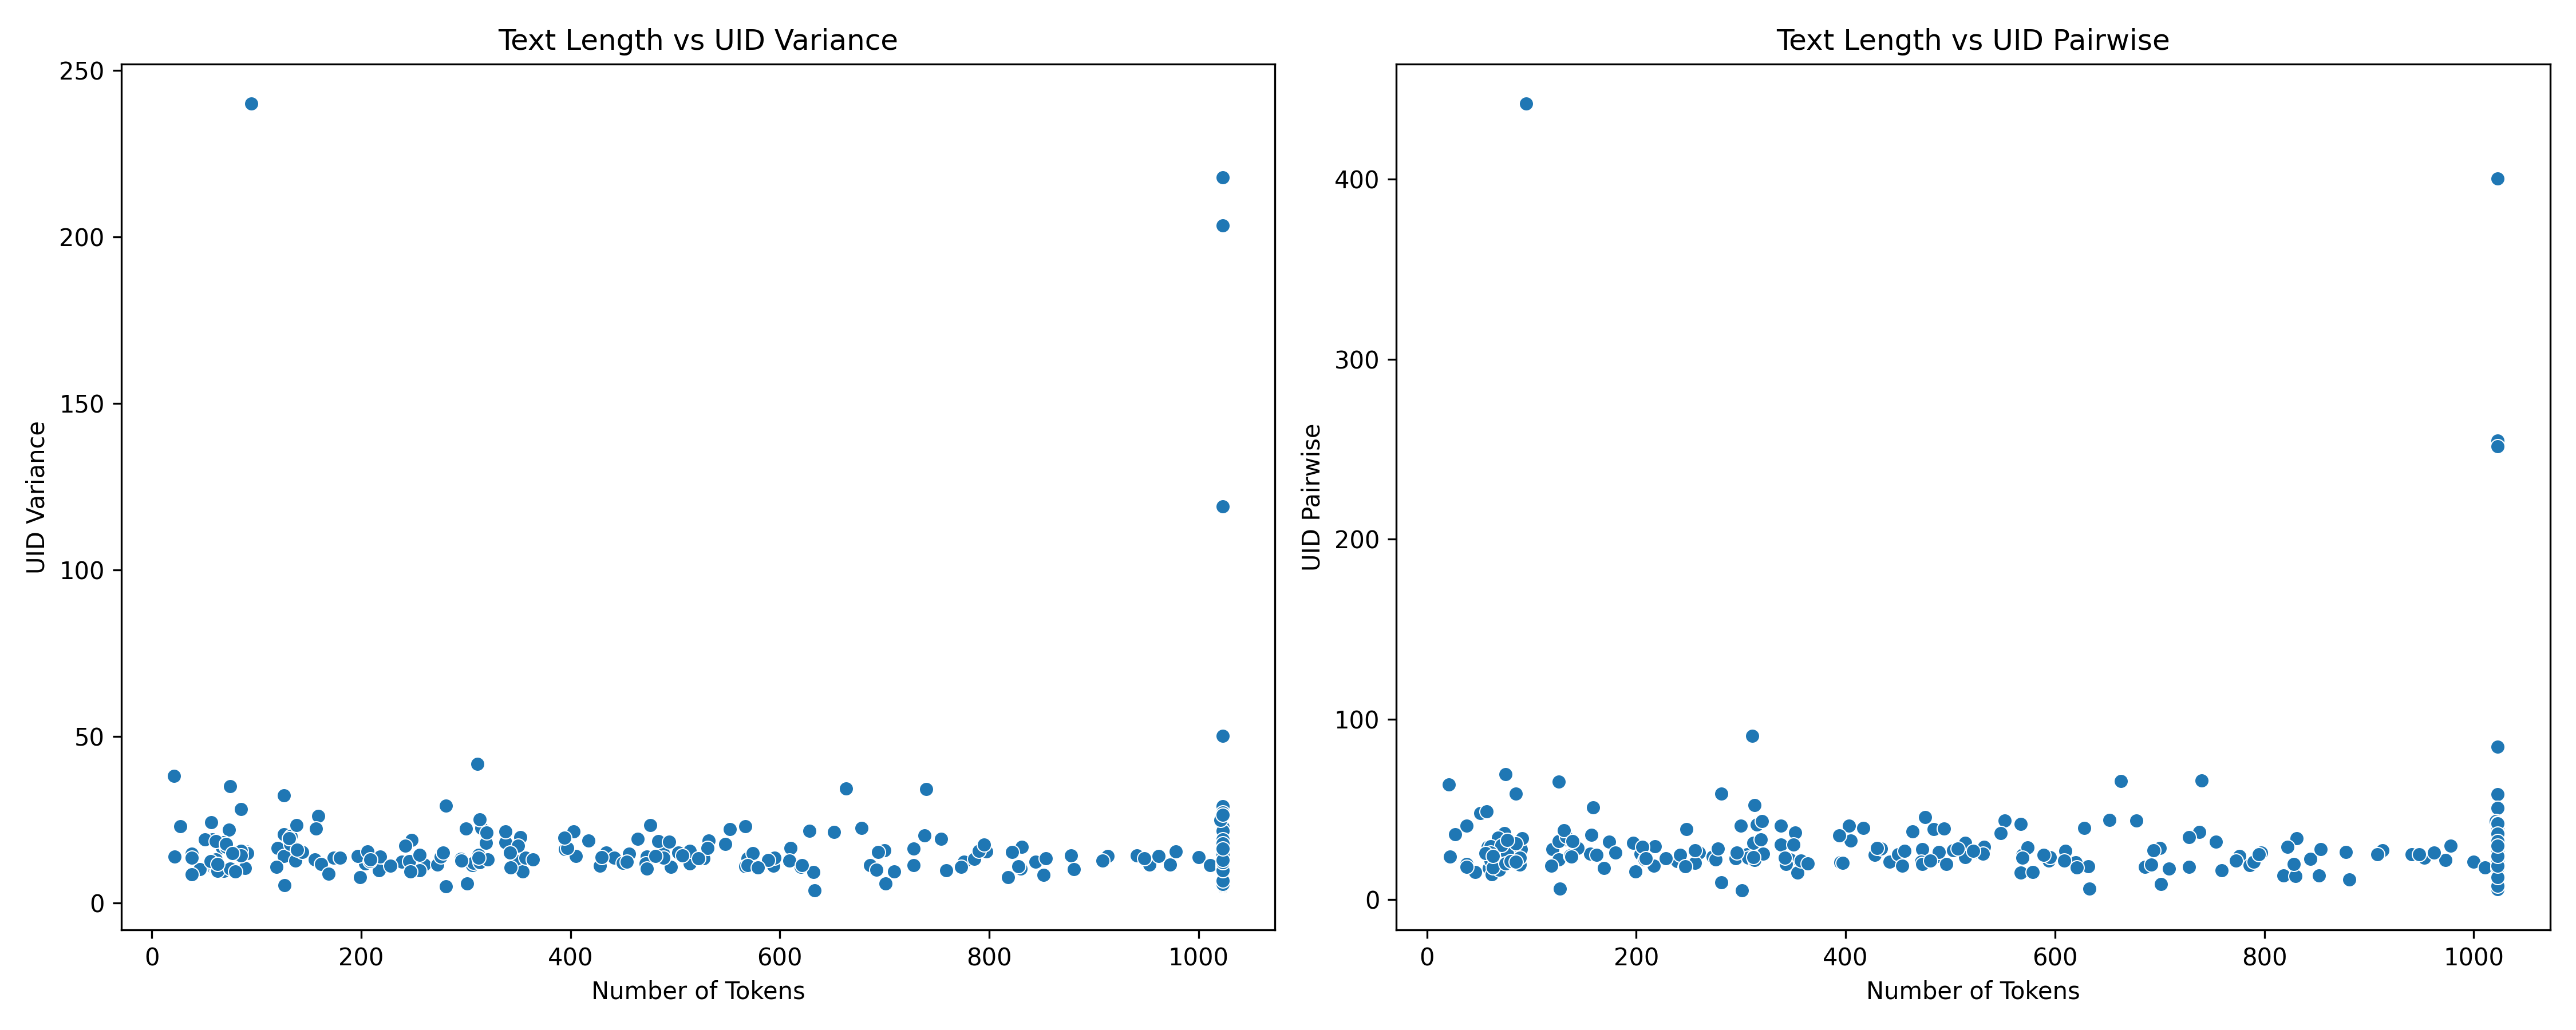 Text Length vs UID Variance
250
200
150
100
50
0
UID Variance
0 200 400 600 800 1000
Number of Tokens
Text Length vs UID Pairwise
400
300
200
100
0
UID Pairwise
0 200 400 600 800 1000
Number of Tokens